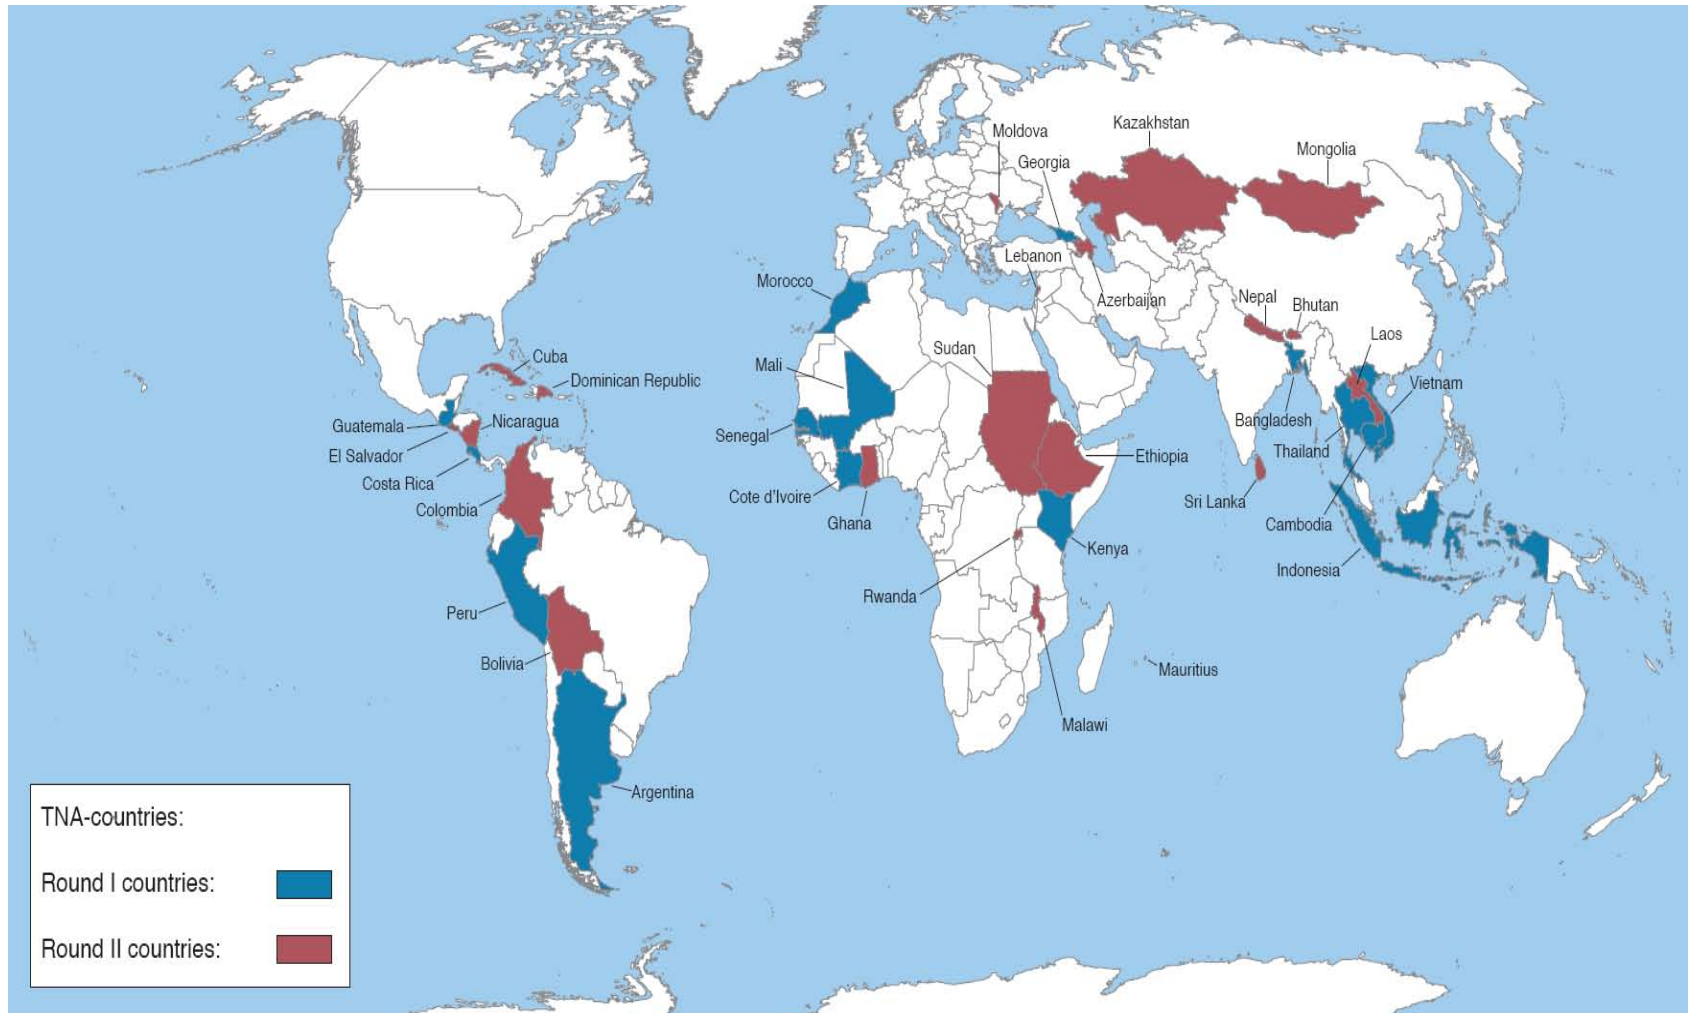 Kazakhstan
Moldova
Mongolia
Georgia
Lebanon
Morocco
Azerbaijan
Nepal
Bhutan
Laos
Sudan
Cuba
Mali
Dominican Republic
Vietnam
Nicaragua
Bangladesh
Guatemala
Senegal
Thailand
El Salvador
Ethiopia
Costa Rica
Cote d'Ivoire
Sri Lanka
Colombia
Ghana
Cambodia
Kenya
Indonesia
Rwanda
Peru
Bolivia
Mauritius
Malawi
Argentina
TNA-countries:
Round I countries:
Round II countries: